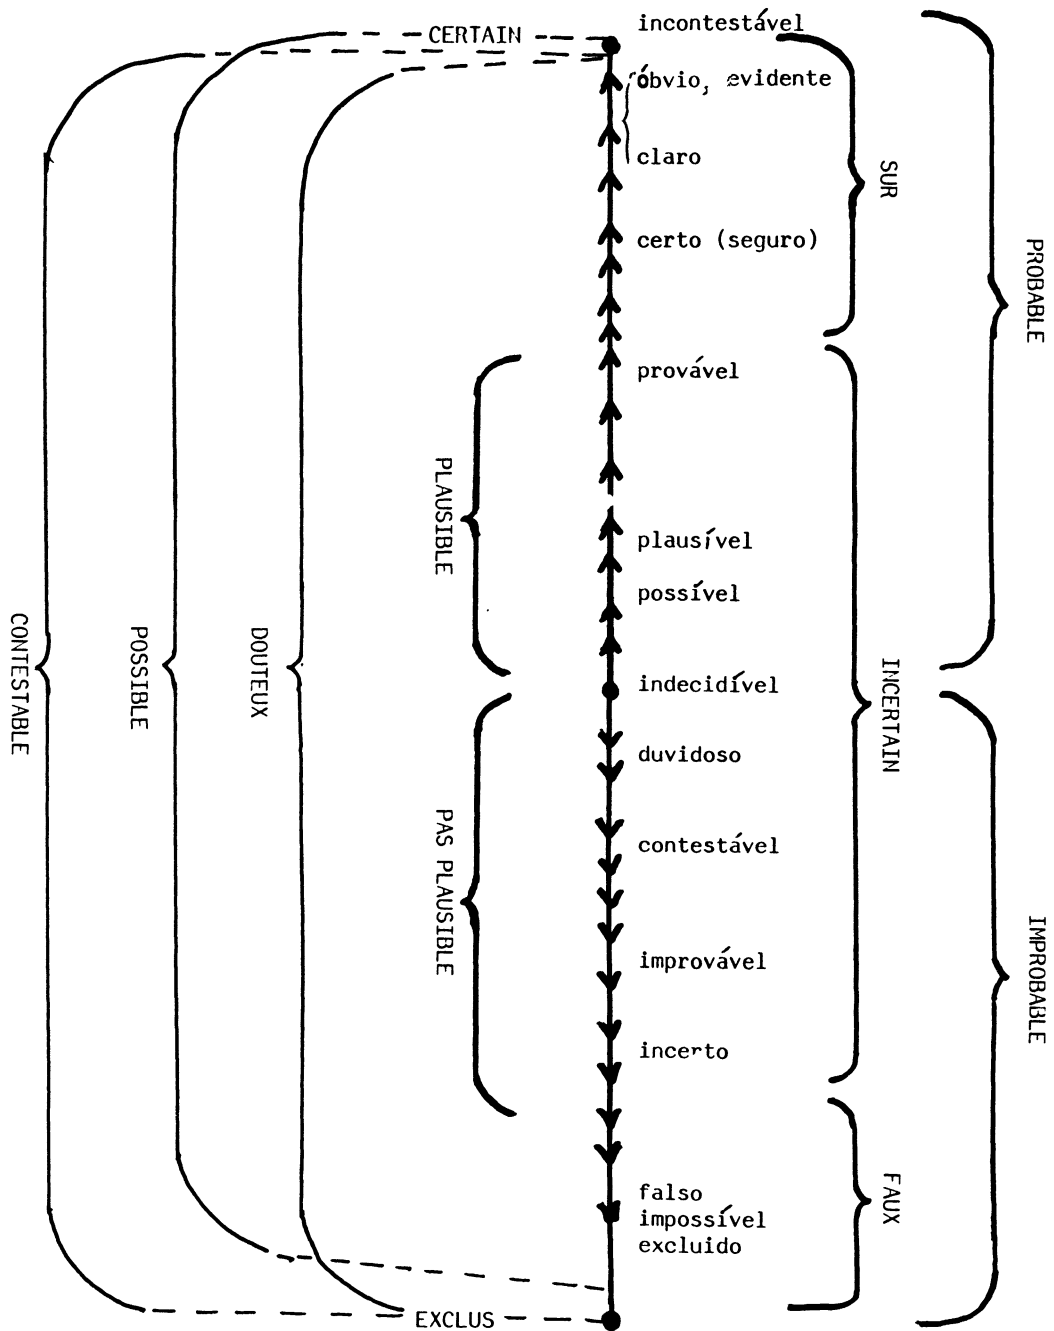 CERTAIN
incontestável
óbvio, evidente
claro
certo (seguro)
provável
plausível
possível
indecidível
duvidoso
contestável
improvável
incerto
falso
impossível
excluido
EXCLUS
CONTESTABLE
POSSIBLE
DOUTEUX
PLAUSIBLE
PAS PLAUSIBLE
SUR
INCERTAIN
FAUX
PROBABLE
IMPROBABLE